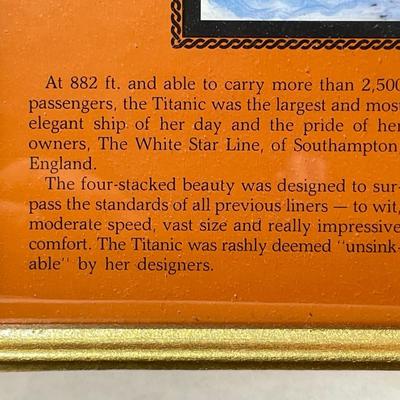 At 882 ft. and able to carry more than 2,500
passengers, the Titanic was the largest and most
elegant ship of her day and the pride of her
owners, The White Star Line, of Southampton,
England.
The four-stacked beauty was designed to sur-
pass the standards of all previous liners — to wit,
moderate speed, vast size and really impressive
comfort. The Titanic was rashly deemed "unsink-
able" by her designers.